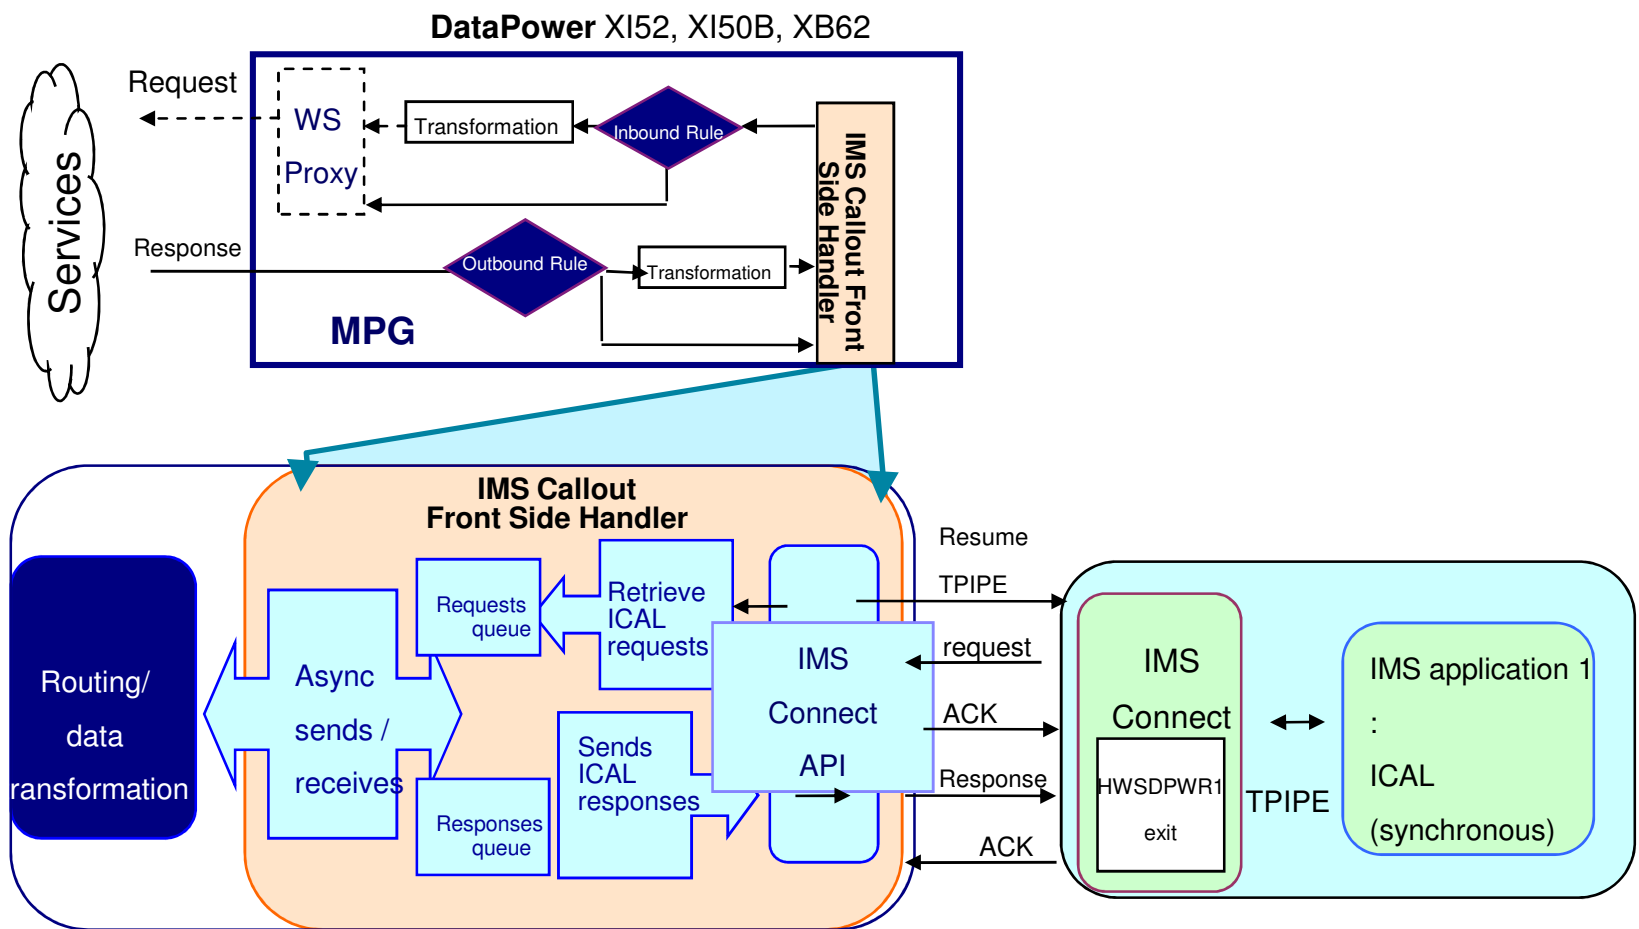 DataPower XI52, XI50B, XB62
Request
WS
Proxy
Transformation
Inbound Rule
IMS Callout Front
Side Handler
Services
Response
Outbound Rule
Transformation
MPG
IMS Callout
Front Side Handler
Routing/
data
ransformation
Async
sends /
receives
Requests
queue
Responses
queue
Retrieve
ICAL
requests
Sends
ICAL
responses
IMS
Connect
API
Resume
TPIPE
request
ACK
Response
ACK
IMS
Connect
HWSDPWR1
exit
TPIPE
IMS application 1
:
ICAL
(synchronous)